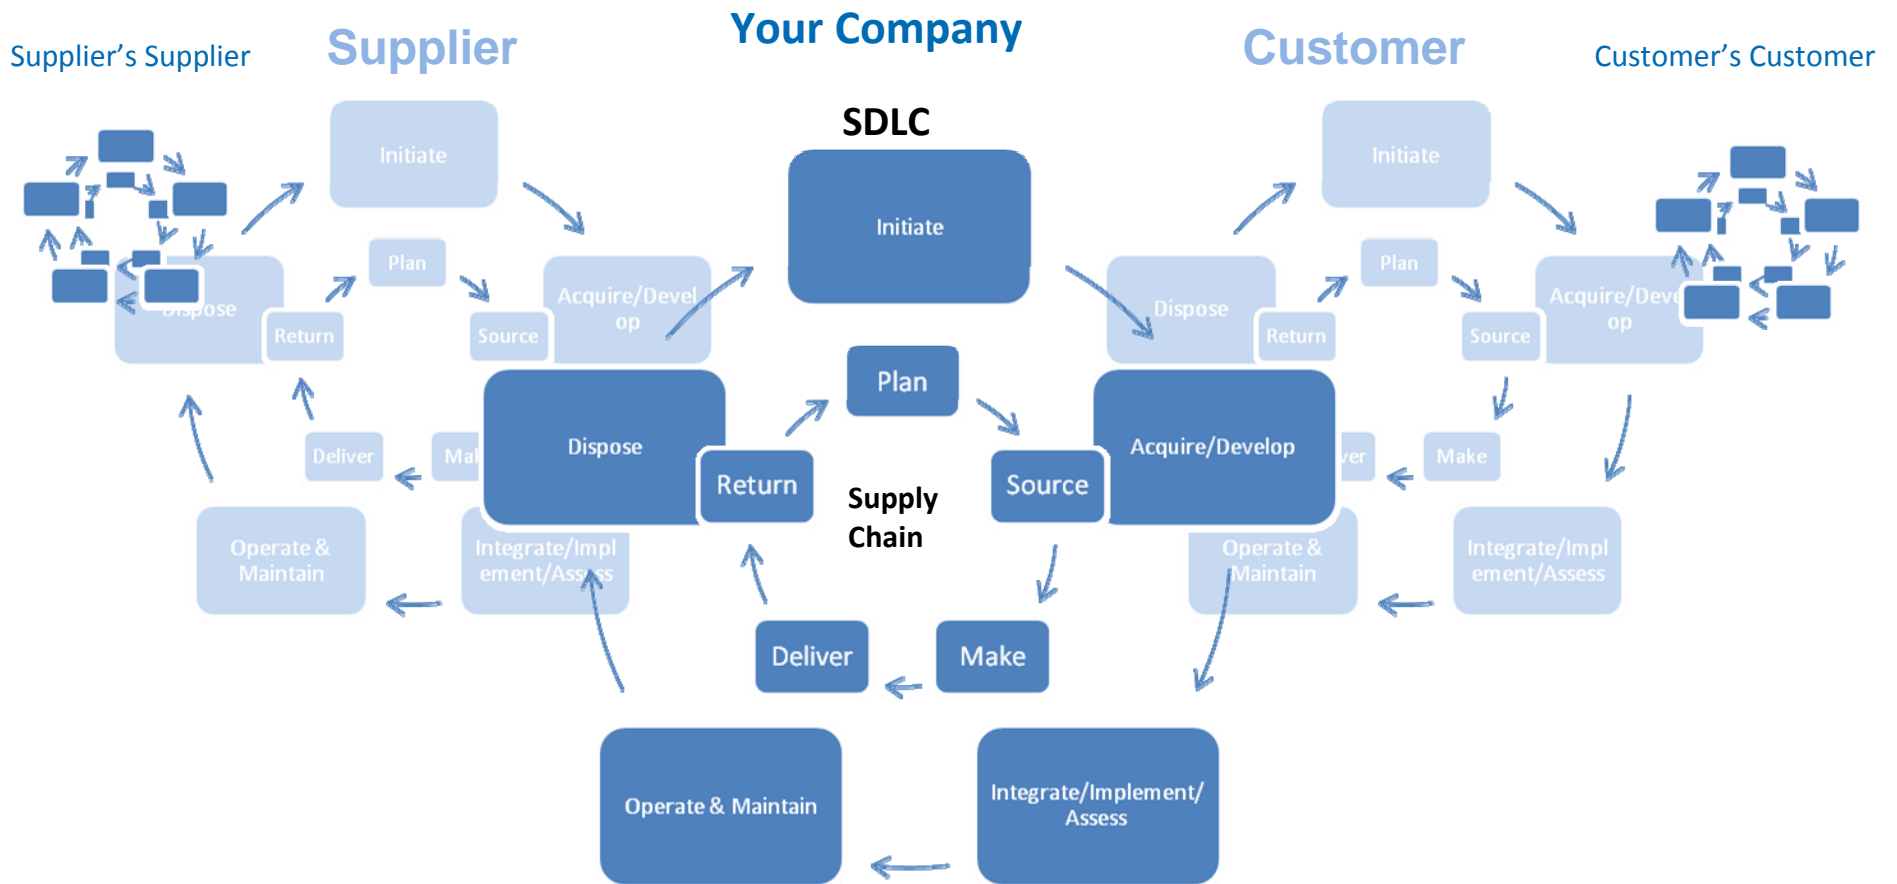 Your Company
Supplier's Supplier
Supplier
Customer
Customer's Customer
SDLC
Initiate
Initiate
Initiate
Plan
Plan
Dispose
Acquire/Devel
op
Return
Source
Dispose
Return
Source
Acquire/Deve
op
Plan
Dispose
Acquire/Develop
Deliver
Mak
ver
Make
Return
Supply
Chain
Source
Operate &
Maintain
Integrate/Impl
ement/Assess
Operate &
Maintain
Integrate/Impl
ement/Assess
Deliver
Make
Operate & Maintain
Integrate/Implement/
Assess